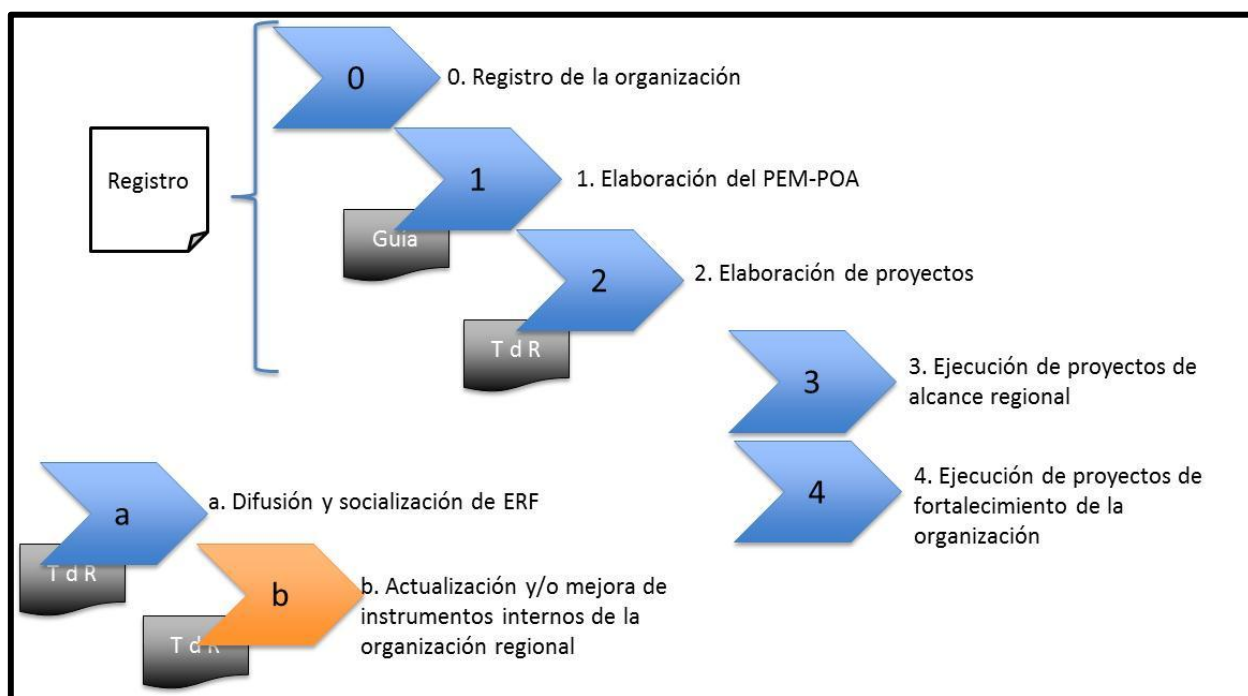 0
0. Registro de la organización
Registro
1
1. Elaboración del PEM-POA
Guía
2
2. Elaboración de proyectos
T d R
3
3. Ejecución de proyectos de
alcance regional
4
4. Ejecución de proyectos de
fortalecimiento de la
organización
a
a. Difusión y socialización de ERF
T d R
b
b. Actualización y/o mejora de
instrumentos internos de la
organización regional
T d R